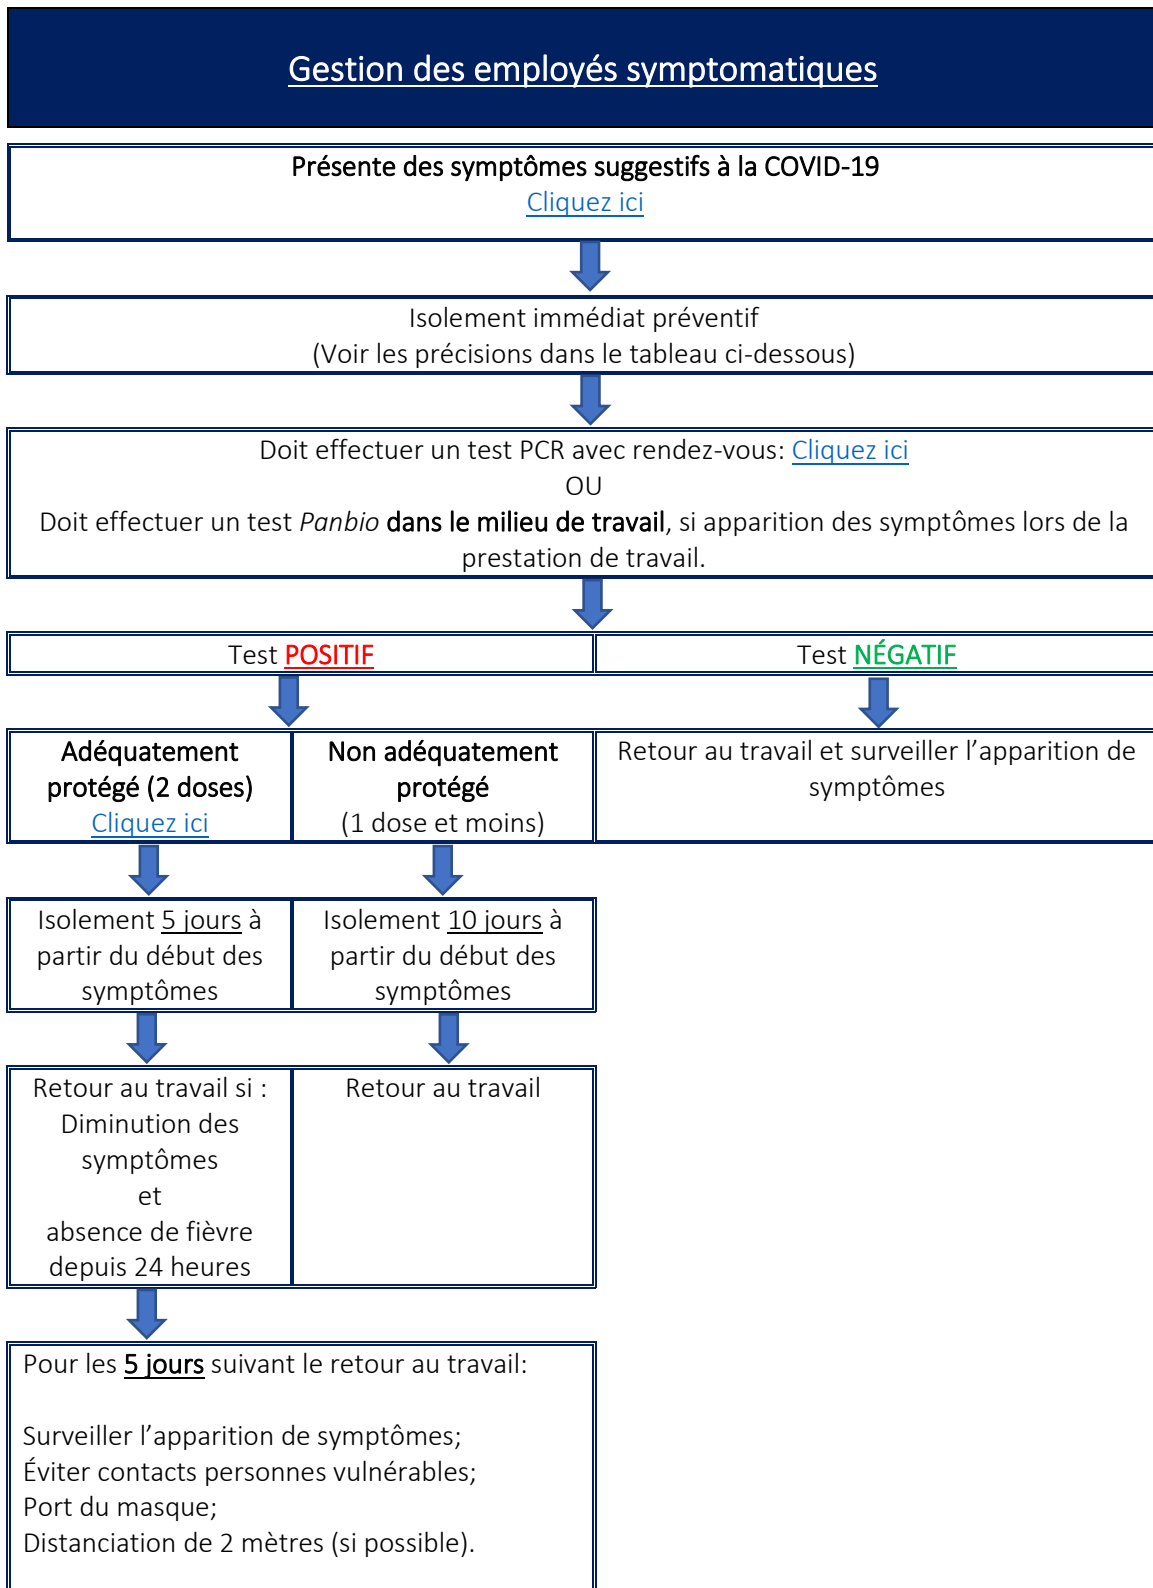 Gestion des employés symptomatiques
Présente des symptômes suggestifs à la COVID-19
Cliquez ici
Isolement immédiat préventif
(Voir les précisions dans le tableau ci-dessous)
Doit effectuer un test PCR avec rendez-vous: Cliquez ici
OU
Doit effectuer un test Panbio dans le milieu de travail, si apparition des symptômes lors de la
prestation de travail.
Test POSITIF
Test NÉGATIF
Adéquatement
protégé (2 doses)
Cliquez ici
Non adéquatement
protégé
(1 dose et moins)
Retour au travail et surveiller l’apparition de
symptômes
Isolement 5 jours à
partir du début des
symptômes
Isolement 10 jours à
partir du début des
symptômes
Retour au travail si :
Diminution des
symptômes
et
absence de fièvre
depuis 24 heures
Retour au travail
Pour les 5 jours suivant le retour au travail:
Surveiller l’apparition de symptômes;
Éviter contacts personnes vulnérables;
Port du masque;
Distanciation de 2 mètres (si possible).